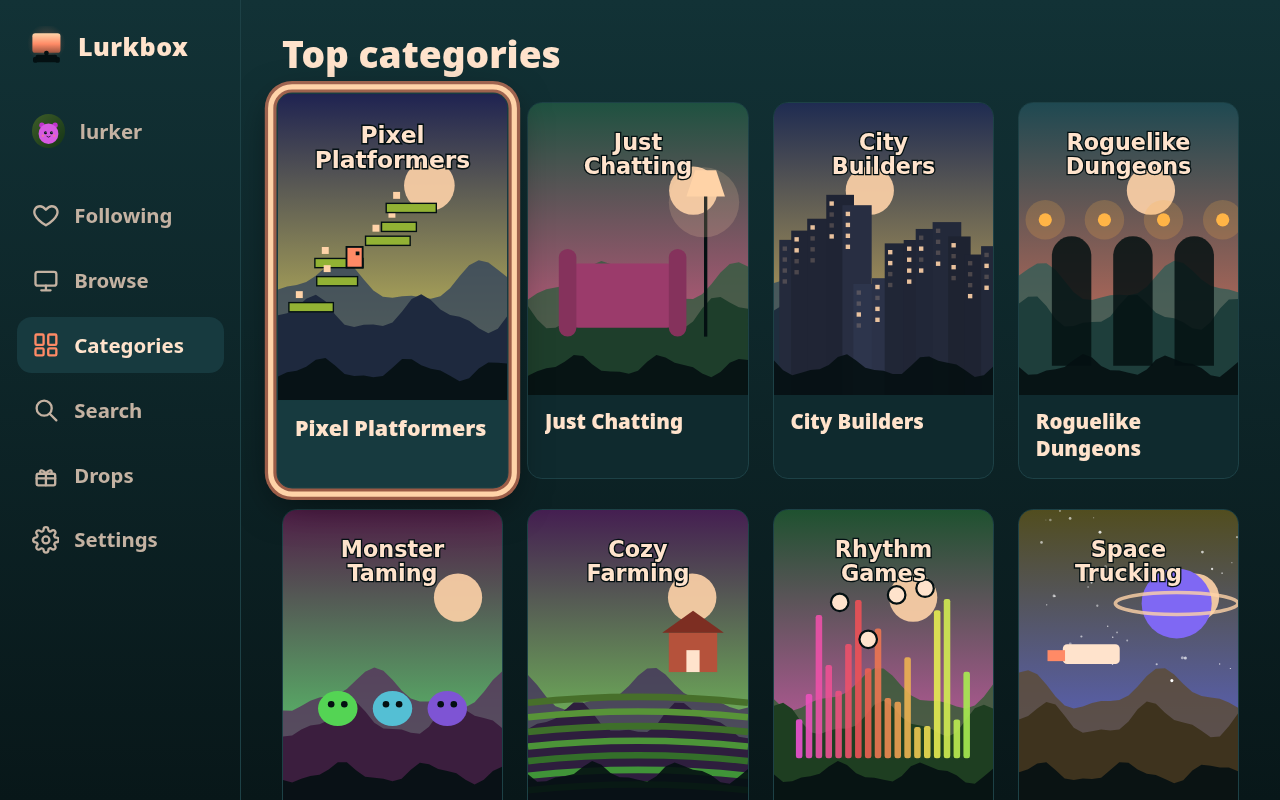 Lurkbox
lurker
Following
Browse
Categories
Search
Drops
Settings
Top categories
Pixel
Platformers
Pixel Platformers
Just
Chatting
Just Chatting
City
Builders
City Builders
Roguelike
Dungeons
Roguelike
Dungeons
Monster
Taming
Cozy
Farming
Rhythm
Games
Space
Trucking